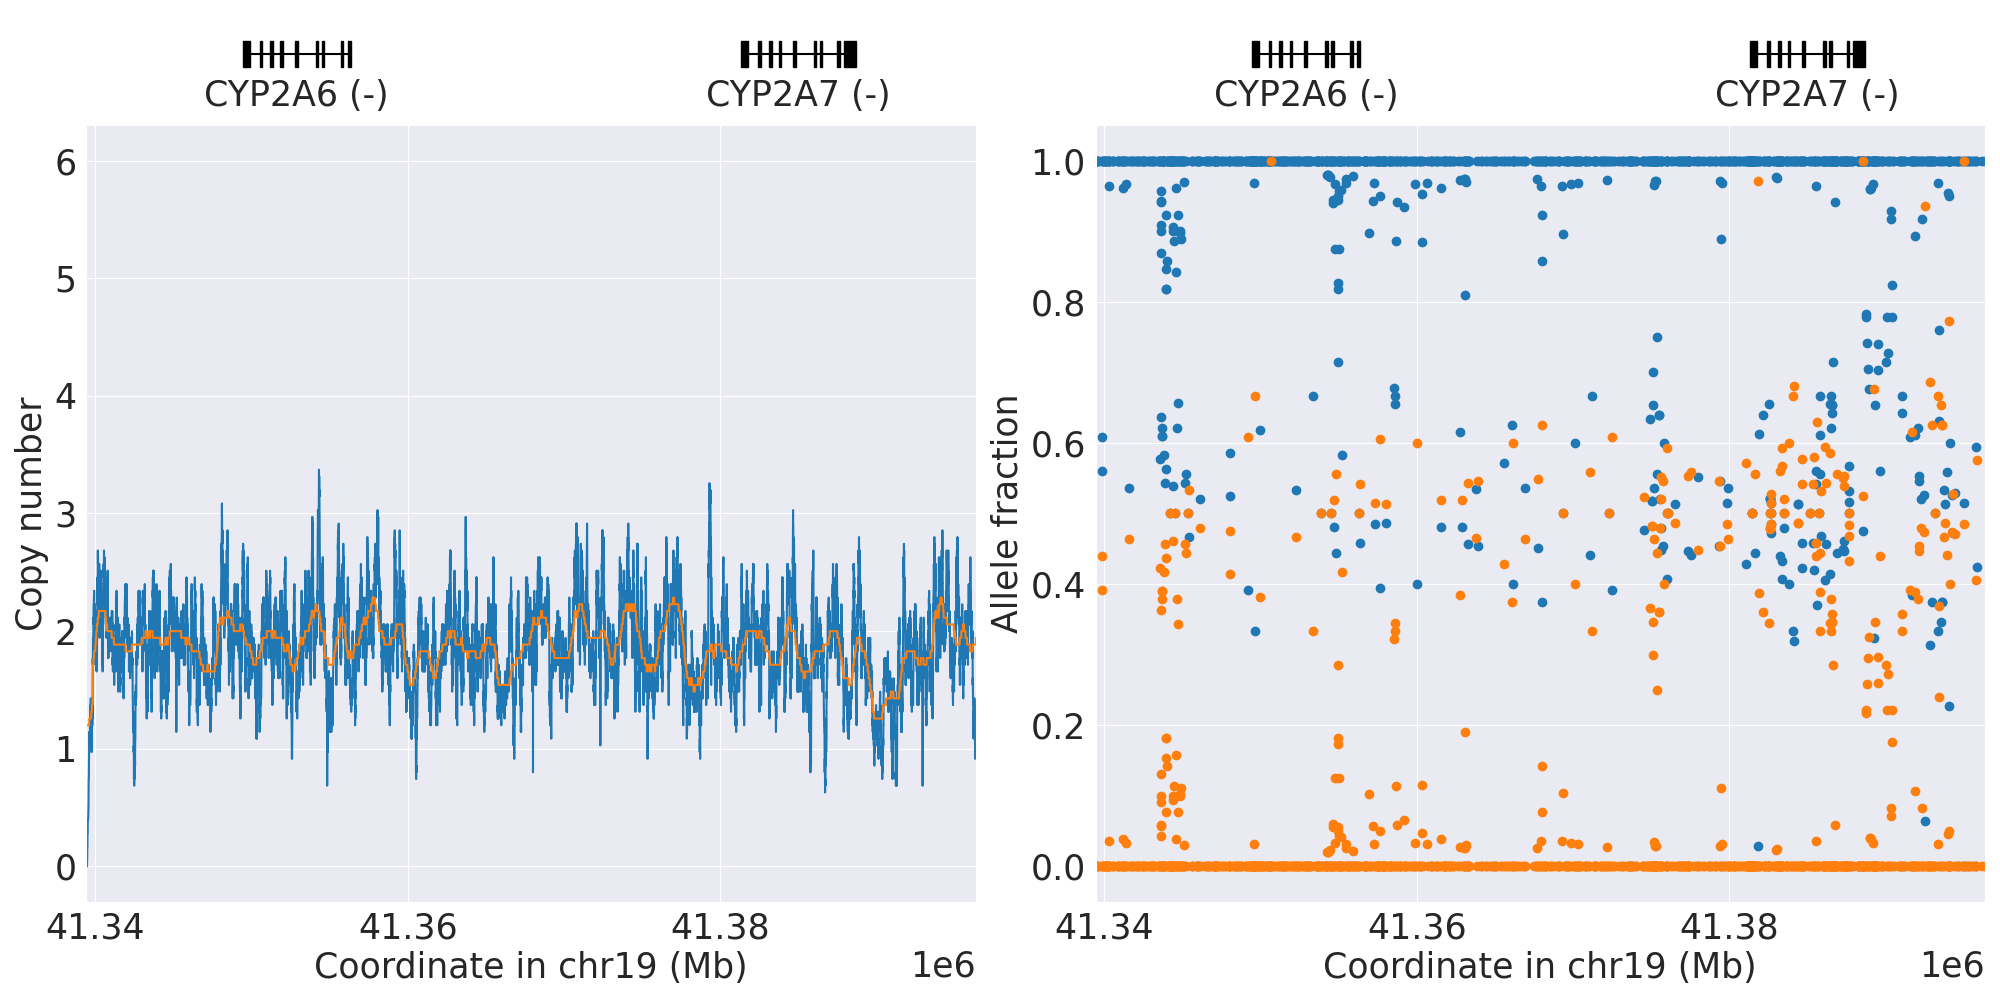 CYP2A6 (-) CYP2A7 (-)
6
5
4
3
2
1
0
Copy number
41.34 41.36 41.38
Coordinate in chr19 (Mb) 1e6
CYP2A6 (-) CYP2A7 (-)
1.0
0.8
0.6
0.4
0.2
0.0
Allele fraction
41.34 41.36 41.38
Coordinate in chr19 (Mb) 1e6